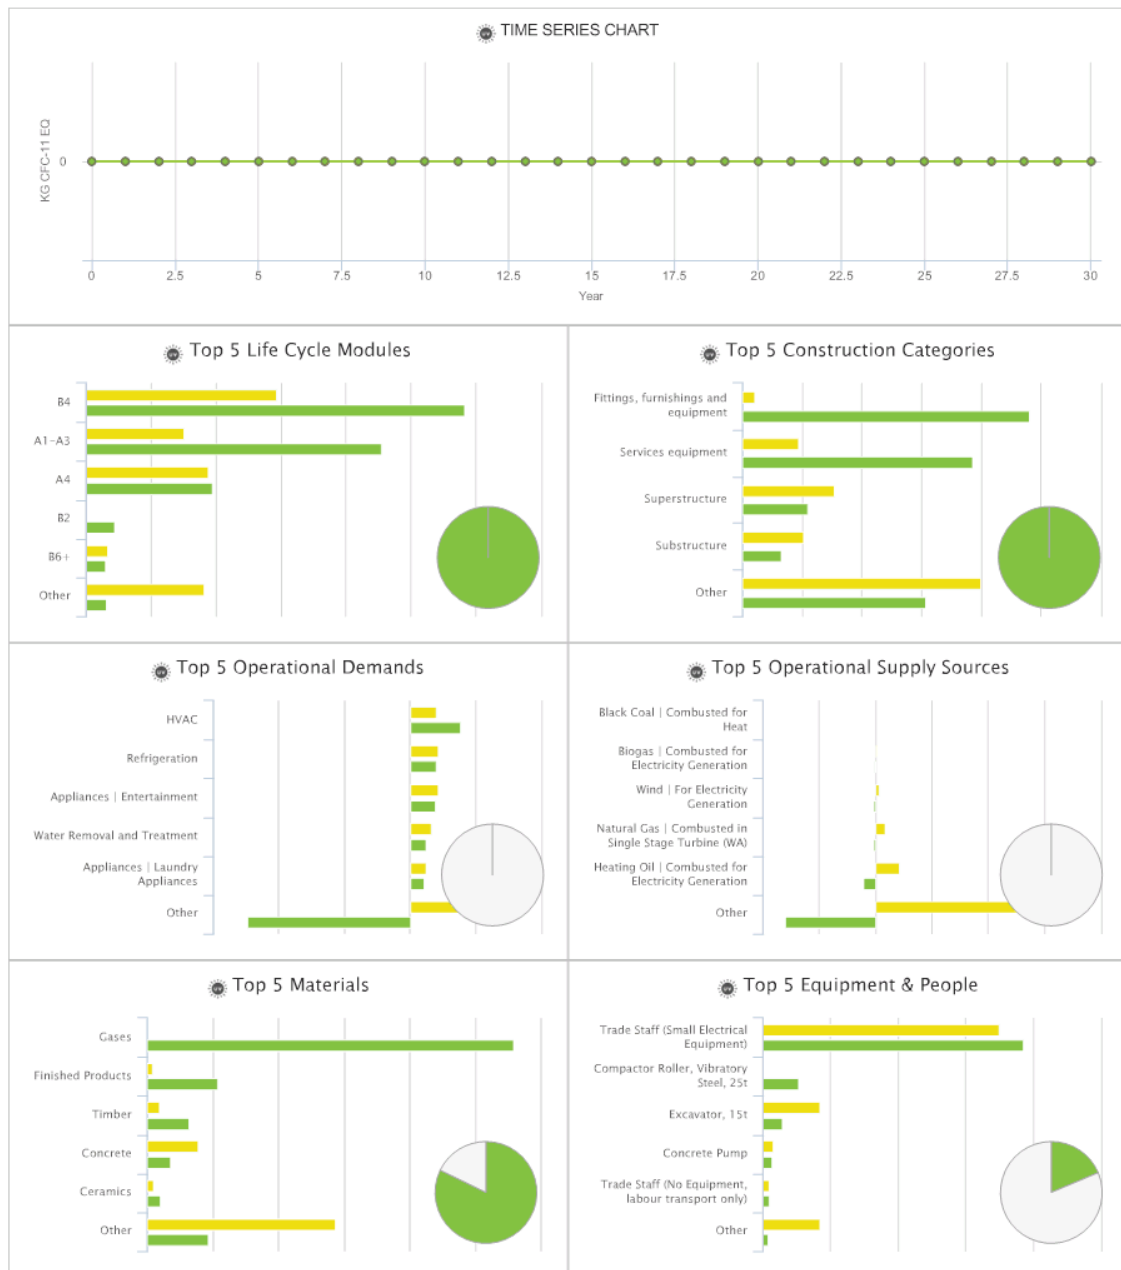 TIME SERIES CHART
KG CFC-11 EQ
0
0 2.5 5 7.5 10 12.5 15 17.5 20 22.5 25 27.5 30
Year
Top 5 Life Cycle Modules
B4
A1-A3
A4
B2
B6+
Other
Top 5 Construction Categories
Fittings, furnishings and
equipment
Services equipment
Superstructure
Substructure
Other
Top 5 Operational Demands
HVAC
Refrigeration
Appliances | Entertainment
Water Removal and Treatment
Appliances | Laundry
Appliances
Other
Top 5 Operational Supply Sources
Black Coal | Combusted for
Heat
Biogas | Combusted for
Electricity Generation
Wind | For Electricity
Generation
Natural Gas | Combusted in
Single Stage Turbine (WA)
Heating Oil | Combusted for
Electricity Generation
Other
Top 5 Materials
Gases
Finished Products
Timber
Concrete
Ceramics
Other
Top 5 Equipment & People
Trade Staff (Small Electrical
Equipment)
Compactor Roller, Vibratory
Steel, 25t
Excavator, 15t
Concrete Pump
Trade Staff (No Equipment,
labour transport only)
Other